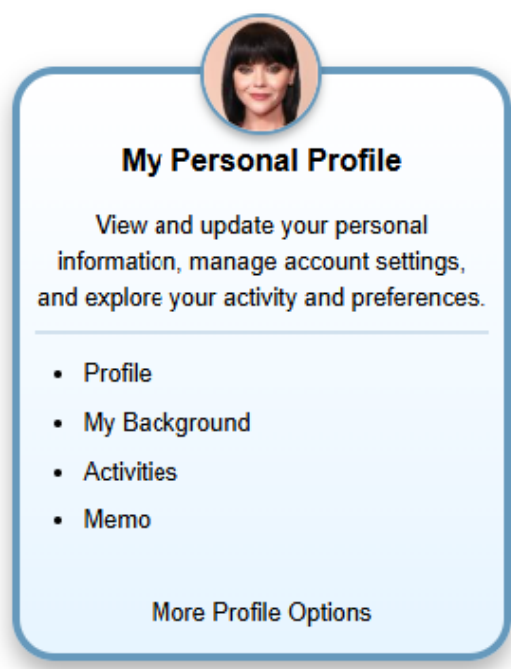 My Personal Profile
View and update your personal
information, manage account settings,
and explore your activity and preferences.
Profile
My Background
Activities
Memo
More Profile Options